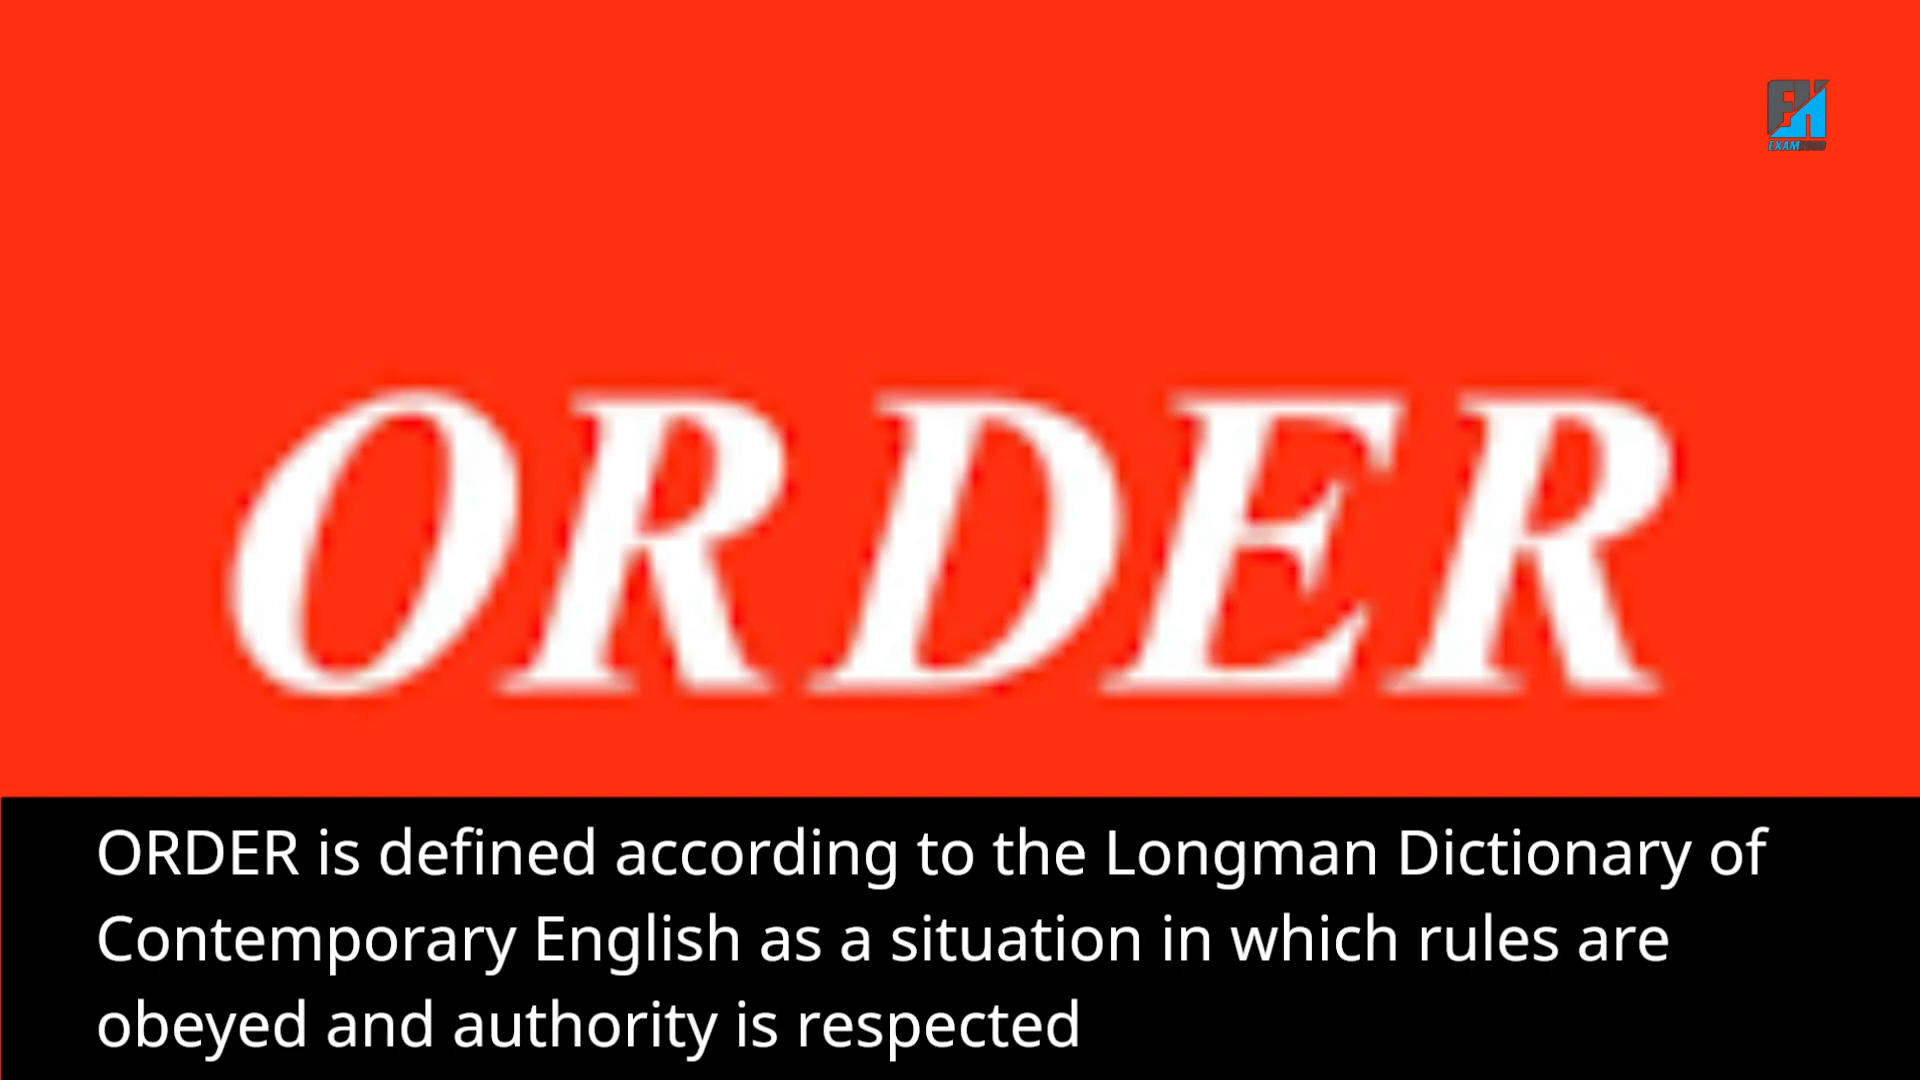 EXAM
ORDER
ORDER is defined according to the Longman Dictionary of
Contemporary English as a situation in which rules are
obeyed and authority is respected